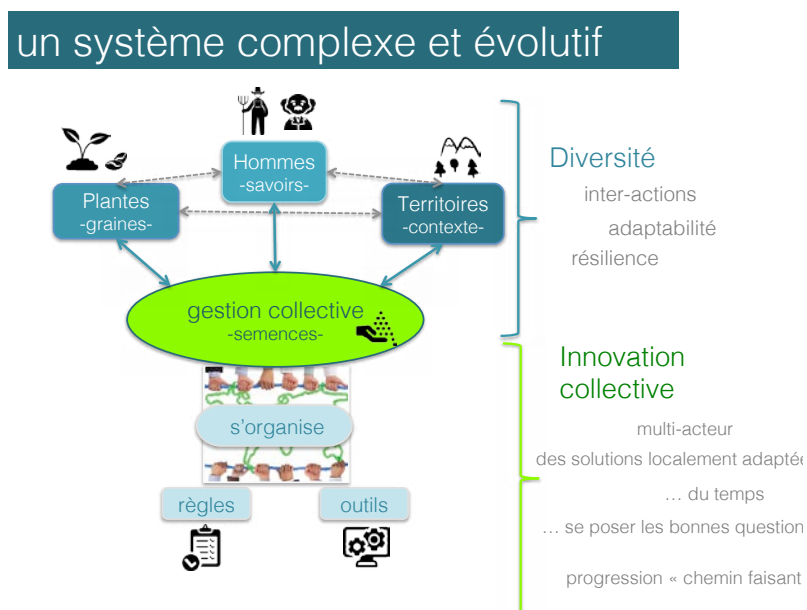 un système complexe et évolutif
Hommes
-savoirs-
Plantes
-graines-
Territoires
-contexte-
gestion collective
-semences-
s'organise
règles
outils
Diversité
inter-actions
adaptabilité
résilience
Innovation
collective
multi-acteur
des solutions localement adaptée
… du temps
… se poser les bonnes question
progression « chemin faisant